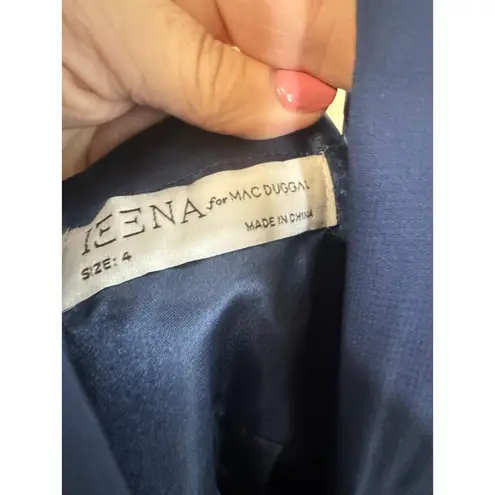 IEENA for MAC DUGGAL
SIZE: 4
MADE IN CHINA